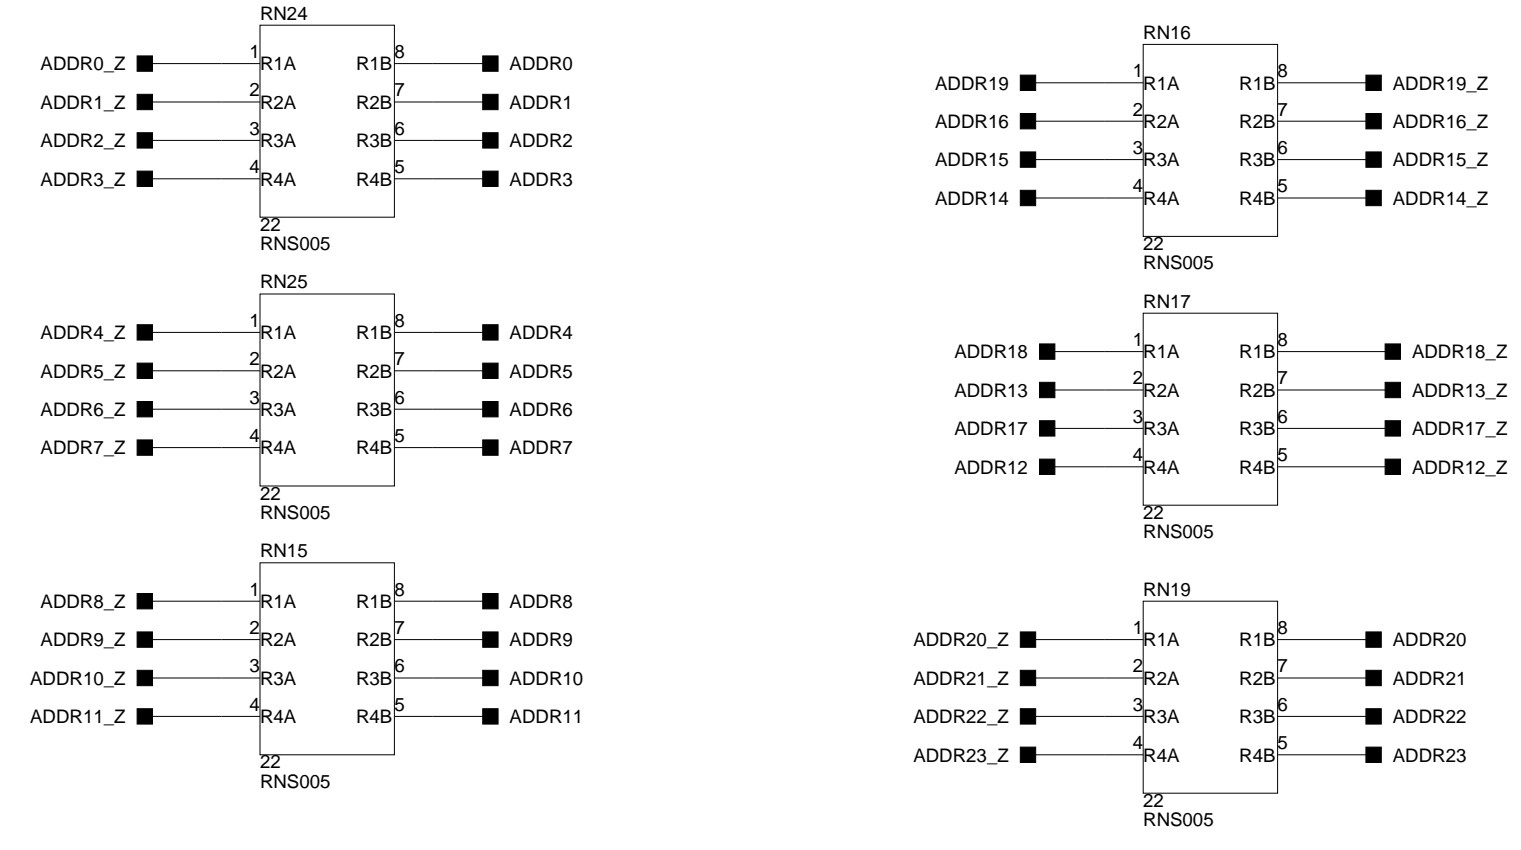 RN24
1 8
ADDR0_Z R1A R1B ADDR0
2 7
ADDR1_Z R2A R2B ADDR1
3 6
ADDR2_Z R3A R3B ADDR2
4 5
ADDR3_Z R4A R4B ADDR3
22
RNS005
RN25
1 8
ADDR4_Z R1A R1B ADDR4
2 7
ADDR5_Z R2A R2B ADDR5
3 6
ADDR6_Z R3A R3B ADDR6
4 5
ADDR7_Z R4A R4B ADDR7
22
RNS005
RN15
1 8
ADDR8_Z R1A R1B ADDR8
2 7
ADDR9_Z R2A R2B ADDR9
3 6
ADDR10_Z R3A R3B ADDR10
4 5
ADDR11_Z R4A R4B ADDR11
22
RNS005
RN16
1 8
ADDR19 R1A R1B ADDR19_Z
2 7
ADDR16 R2A R2B ADDR16_Z
3 6
ADDR15 R3A R3B ADDR15_Z
4 5
ADDR14 R4A R4B ADDR14_Z
22
RNS005
RN17
1 8
ADDR18 R1A R1B ADDR18_Z
2 7
ADDR13 R2A R2B ADDR13_Z
3 6
ADDR17 R3A R3B ADDR17_Z
4 5
ADDR12 R4A R4B ADDR12_Z
22
RNS005
RN19
1 8
ADDR20_Z R1A R1B ADDR20
2 7
ADDR21_Z R2A R2B ADDR21
3 6
ADDR22_Z R3A R3B ADDR22
4 5
ADDR23_Z R4A R4B ADDR23
22
RNS005